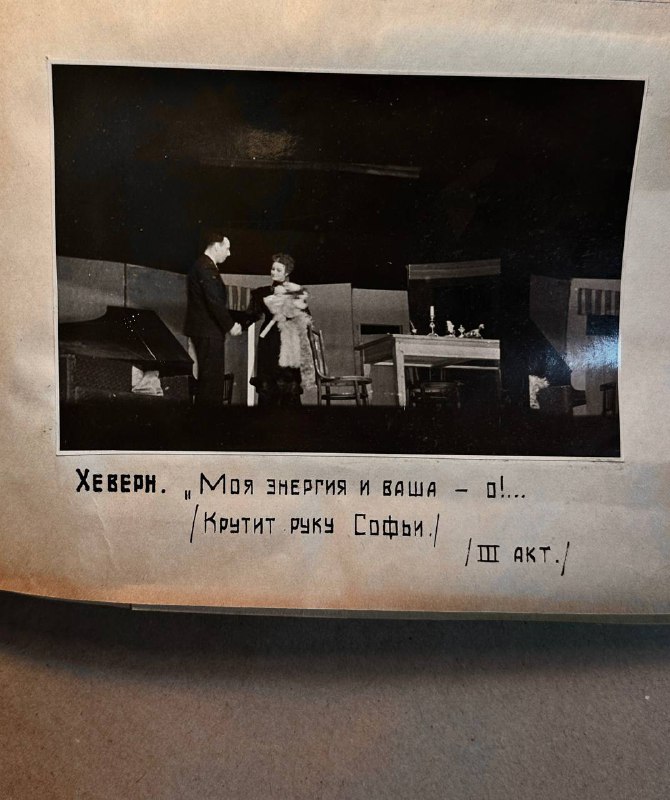 Хеверн. „Моя энергия и ваша – о!...
/Крутит руку Софьи./
/III акт./